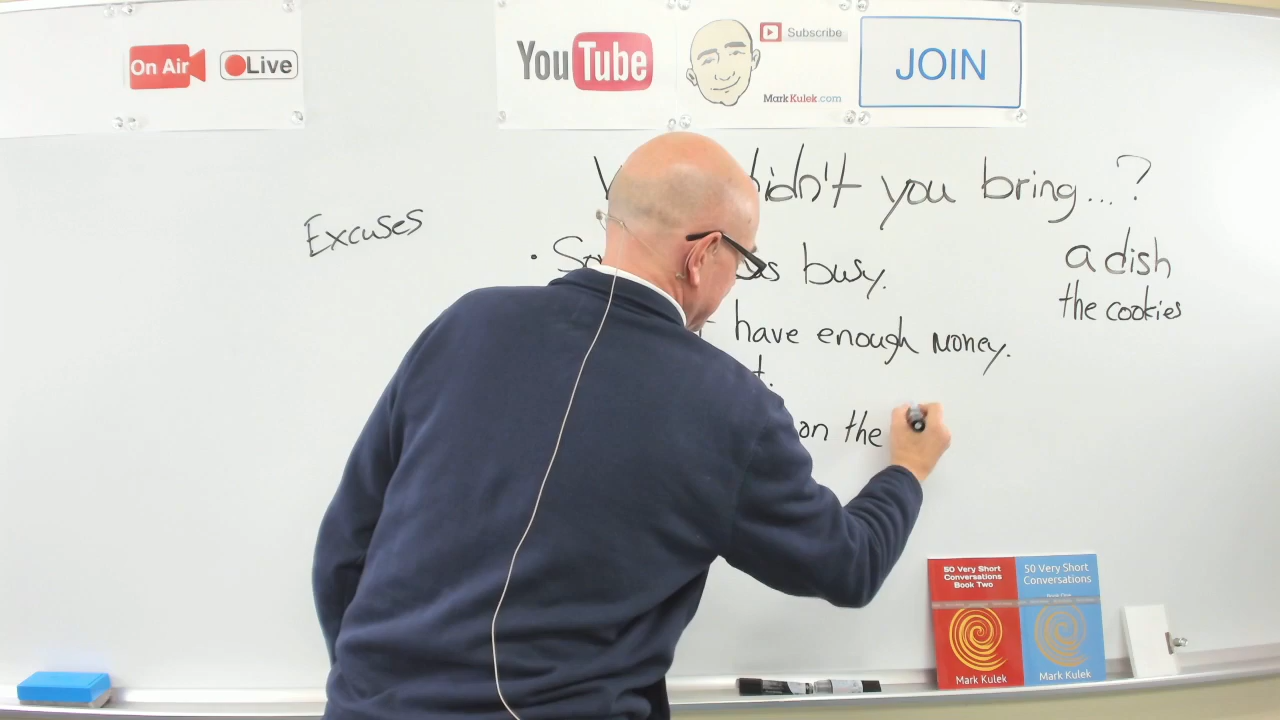 On Air
Live
YouTube
Subscribe
MarkKulek.com
JOIN
you bring...?
Excuses
busy.
a dish
the cookies
have enough money.
on the
50 Very Short
Conversations
Book Two
Mark Kulek
50 Very Short
Conversations
Mark Kulek